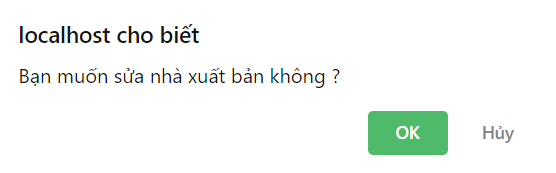 localhost cho biết
Bạn muốn sửa nhà xuất bản không ?
OK
Hủy